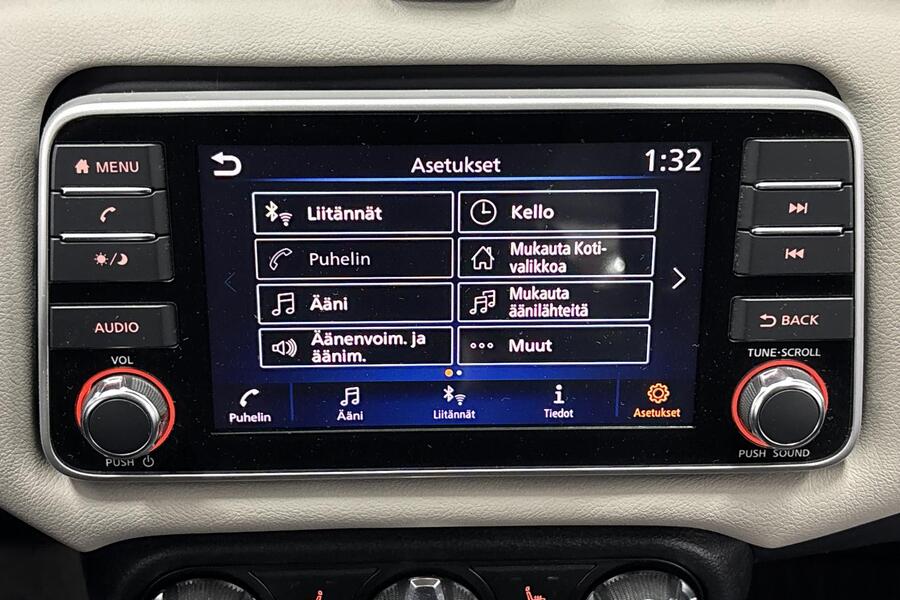 MENU
AUDIO
VOL
PUSH
Asetukset
1:32
Liitännät
Kello
Puhelin
Mukauta Koti-
valikkoa
Ääni
Mukauta
äänilähteitä
Äänenvoim. ja
äänim.
Muut
Puhelin
Ääni
Liitännät
Tiedot
Asetukset
BACK
TUNE·SCROLL
PUSH SOUND